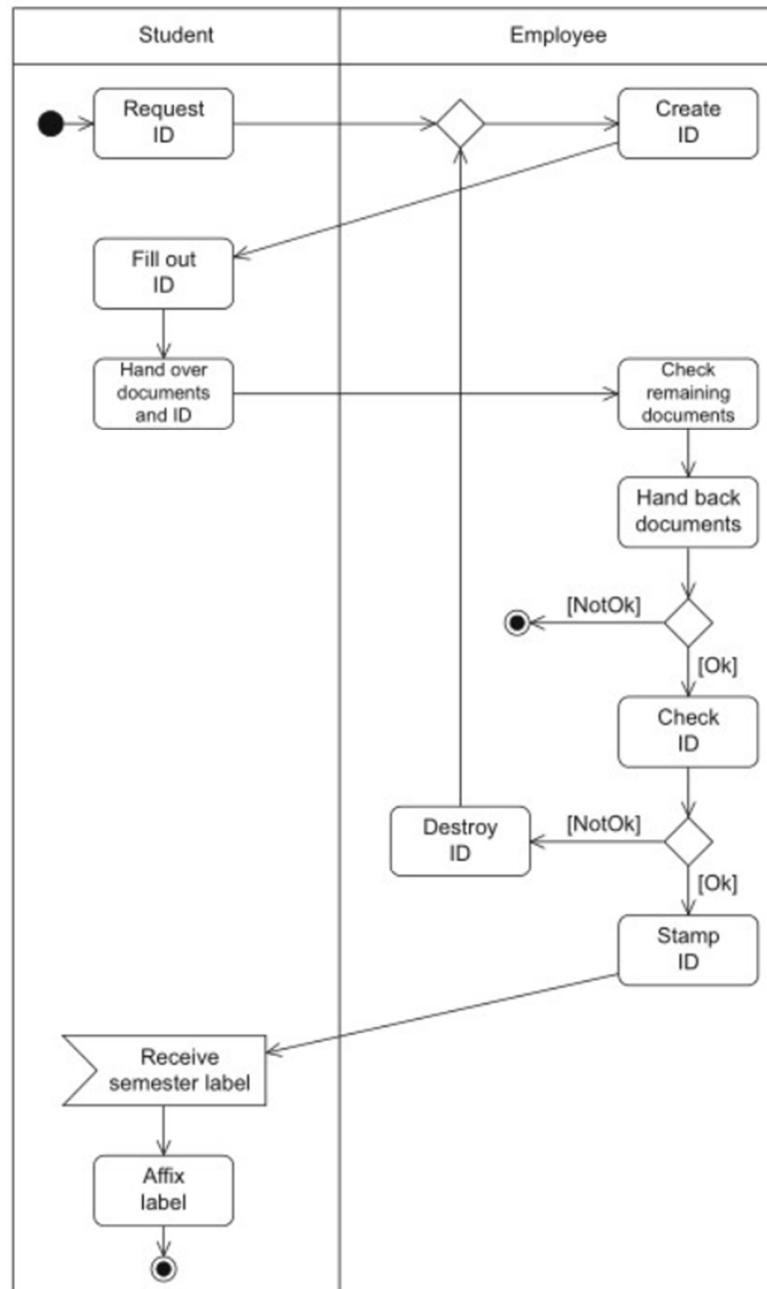 Student
Employee
Request
ID
Create
ID
Fill out
ID
Hand over
documents
and ID
Check
remaining
documents
Hand back
documents
[NotOk]
[Ok]
Check
ID
Destroy
ID
[NotOk]
[Ok]
Stamp
ID
Receive
semester label
Affix
label